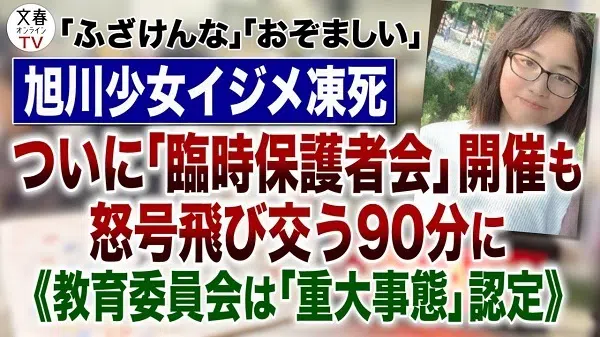 文春
オンライン
TV
「ふざけんな」「おぞましい」
旭川少女イジメ凍死
ついに「臨時保護者会」開催も
怒号飛び交う90分に
《教育委員会は「重大事態」認定》